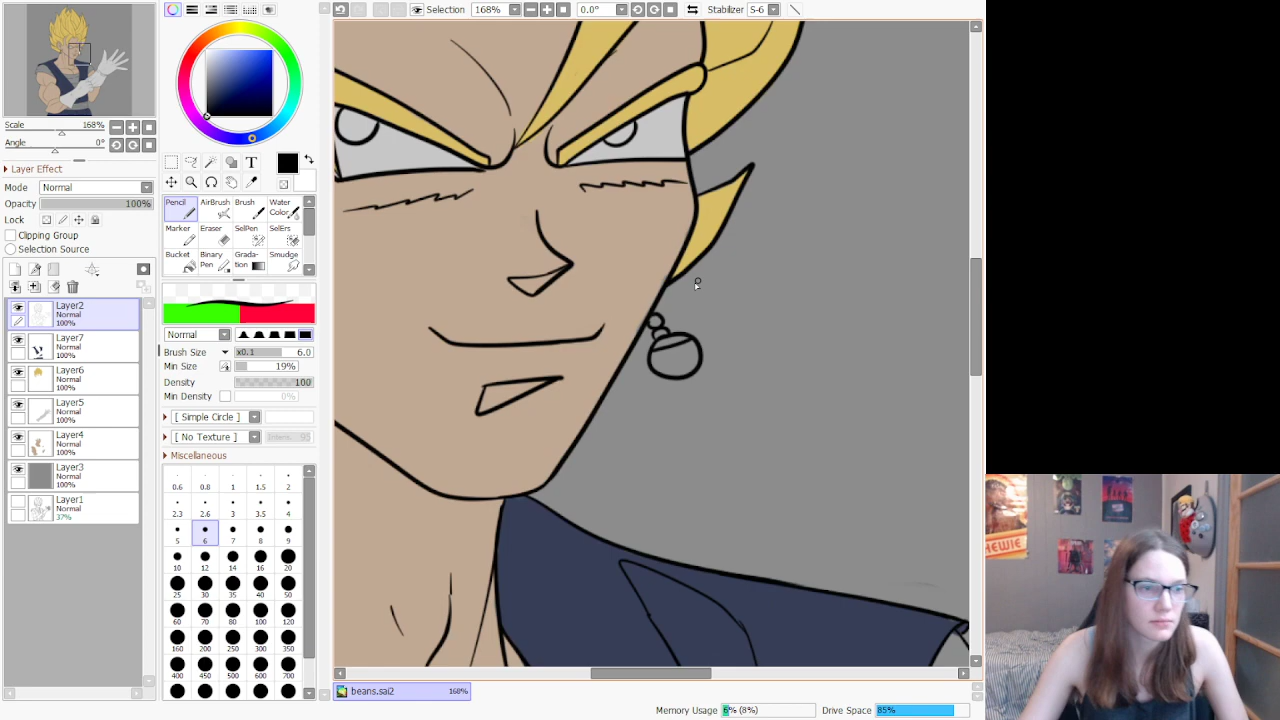 Selection 168% 0.0° Stabilizer S-6
Scale 168%
Angle 0°
Layer Effect
Mode Normal
Opacity 100%
Lock
Clipping Group
Selection Source
Layer2
Normal
100%
Layer7
Normal
100%
Layer6
Normal
100%
Layer5
Normal
100%
Layer4
Normal
100%
Layer3
Normal
100%
Layer1
Normal
37%
T
Pencil AirBrush Brush Water Color
Marker Eraser SelPen SelErs
Bucket Binary Pen Grada-tion Smudge
Normal
Brush Size x0.1 6.0
Min Size 19%
Density 100
Min Density 0%
[ Simple Circle ]
[ No Texture ] 95
Miscellaneous
0.6 0.8 1 1.5 2
2.3 2.6 3 3.5 4
5 6 7 8 9
10 12 14 16 20
25 30 35 40 50
60 70 80 100 120
160 200 250 300 350
400 450 500 600 700
beans.sai2 168%
Memory Usage 6% (8%) Drive Space 85%
HEWIE